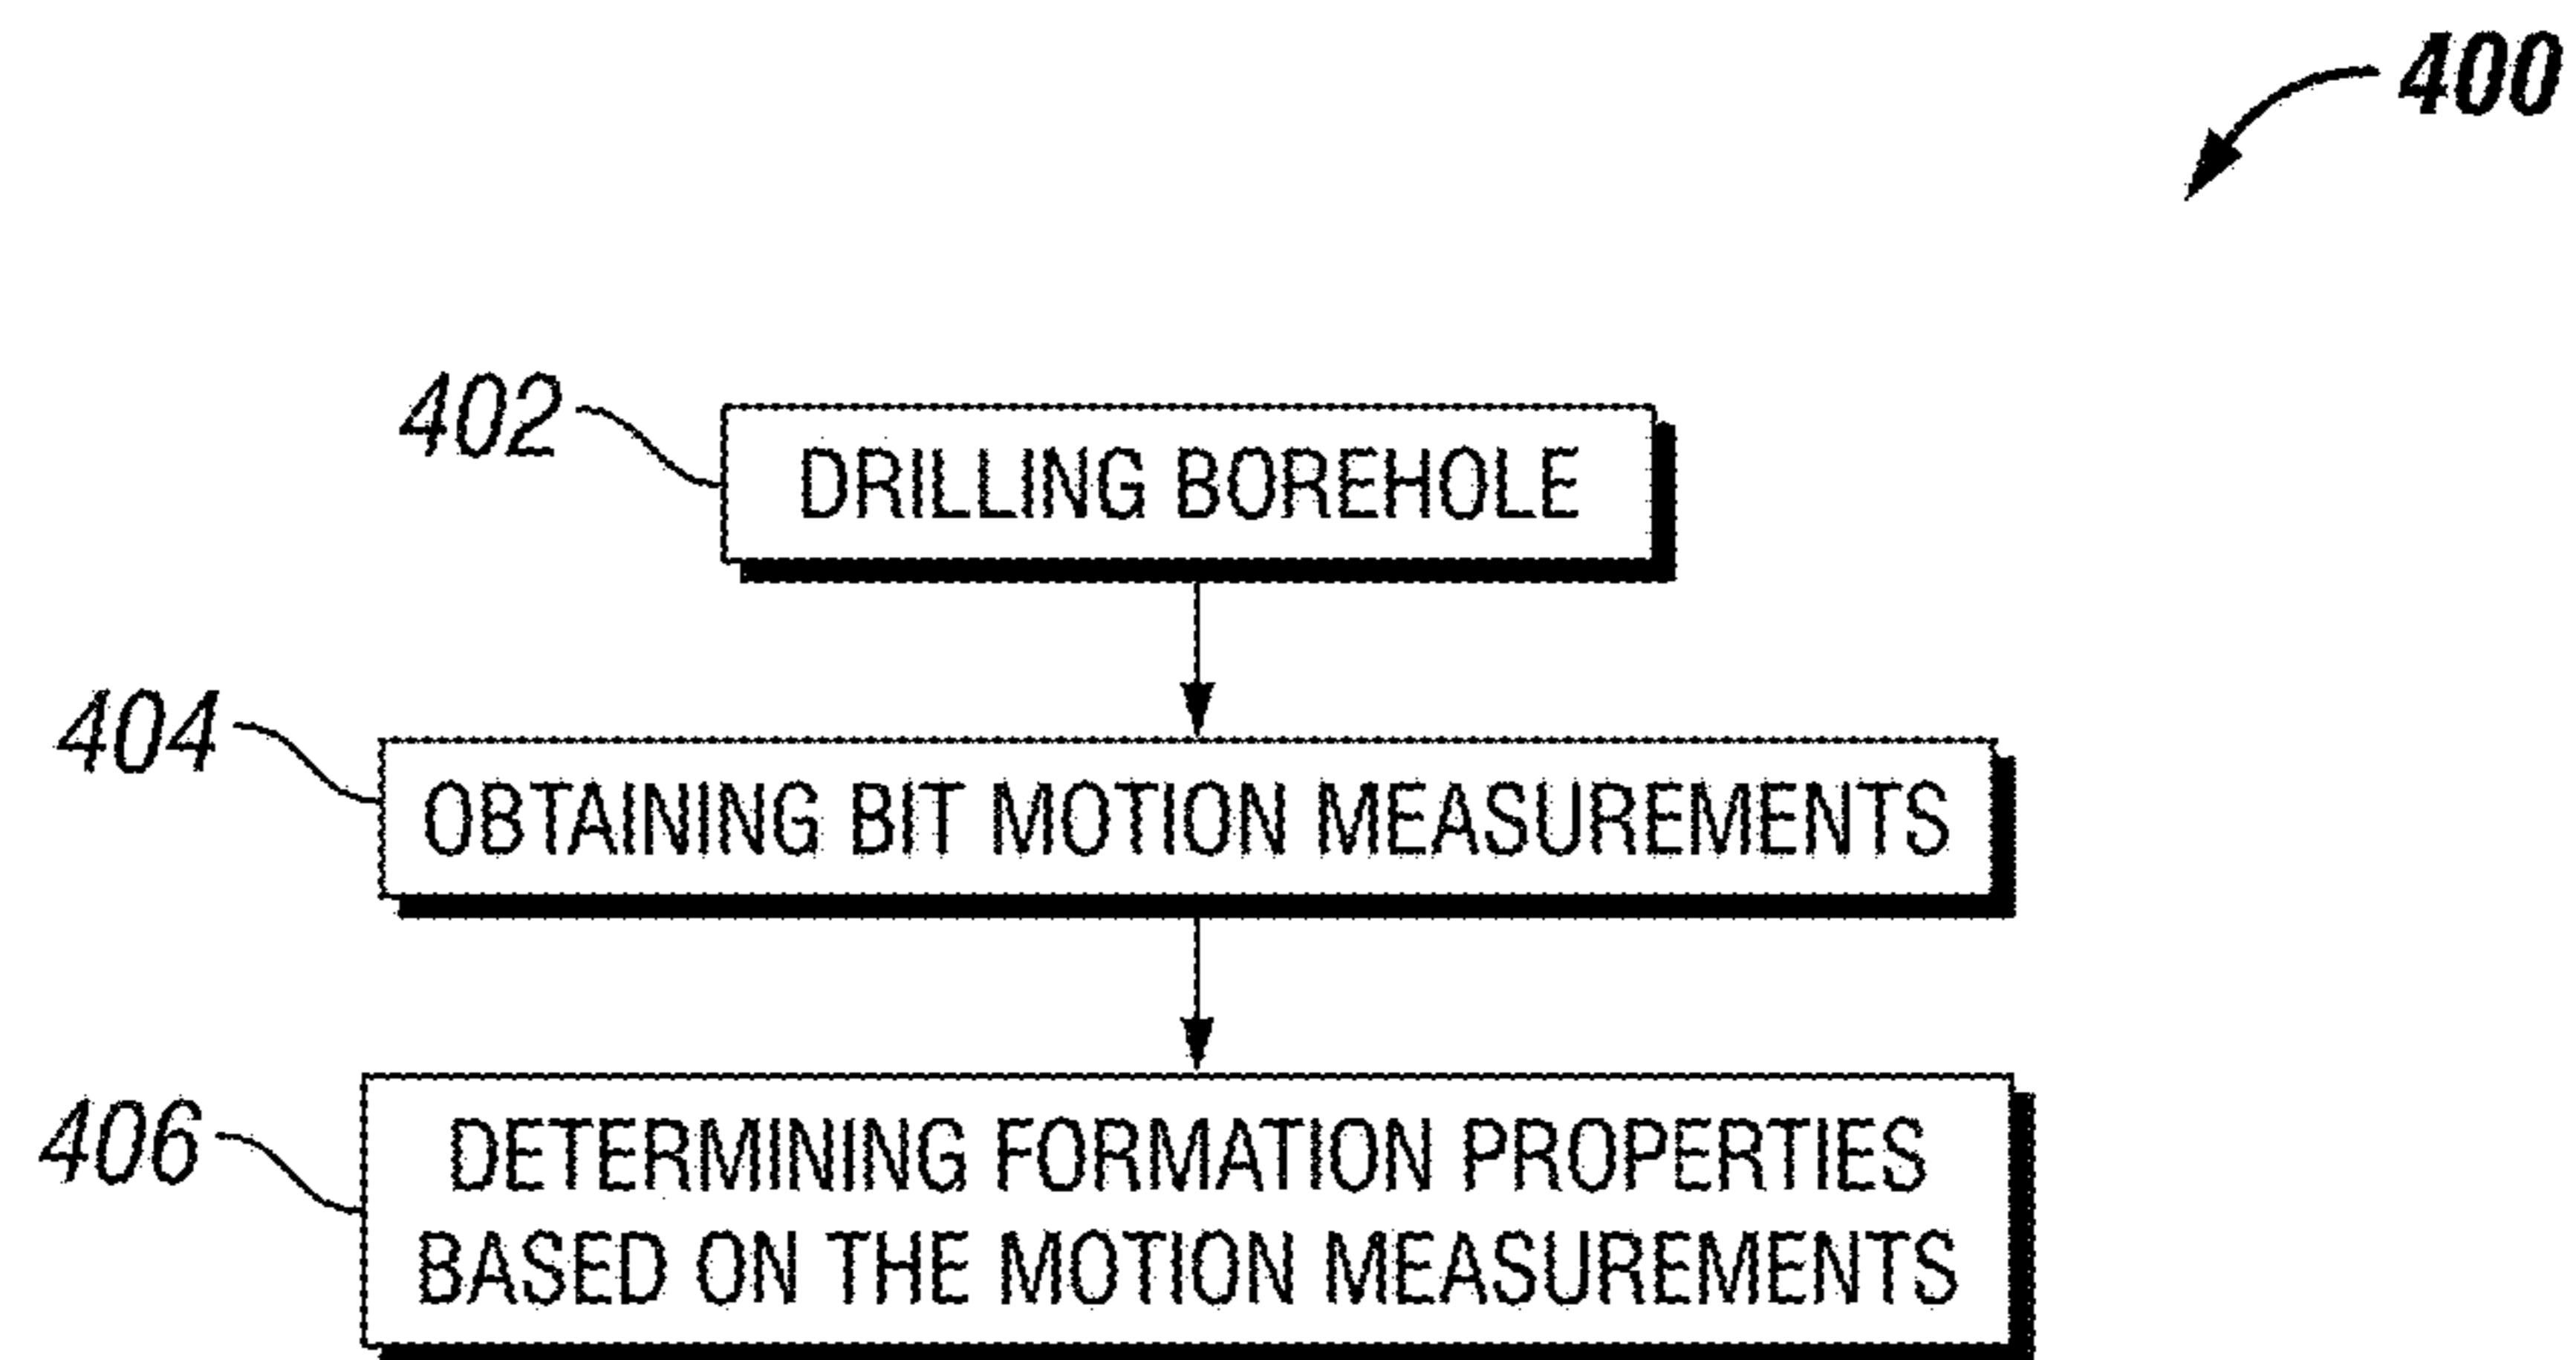 400
402
DRILLING BOREHOLE
404
OBTAINING BIT MOTION MEASUREMENTS
406
DETERMINING FORMATION PROPERTIES
BASED ON THE MOTION MEASUREMENTS